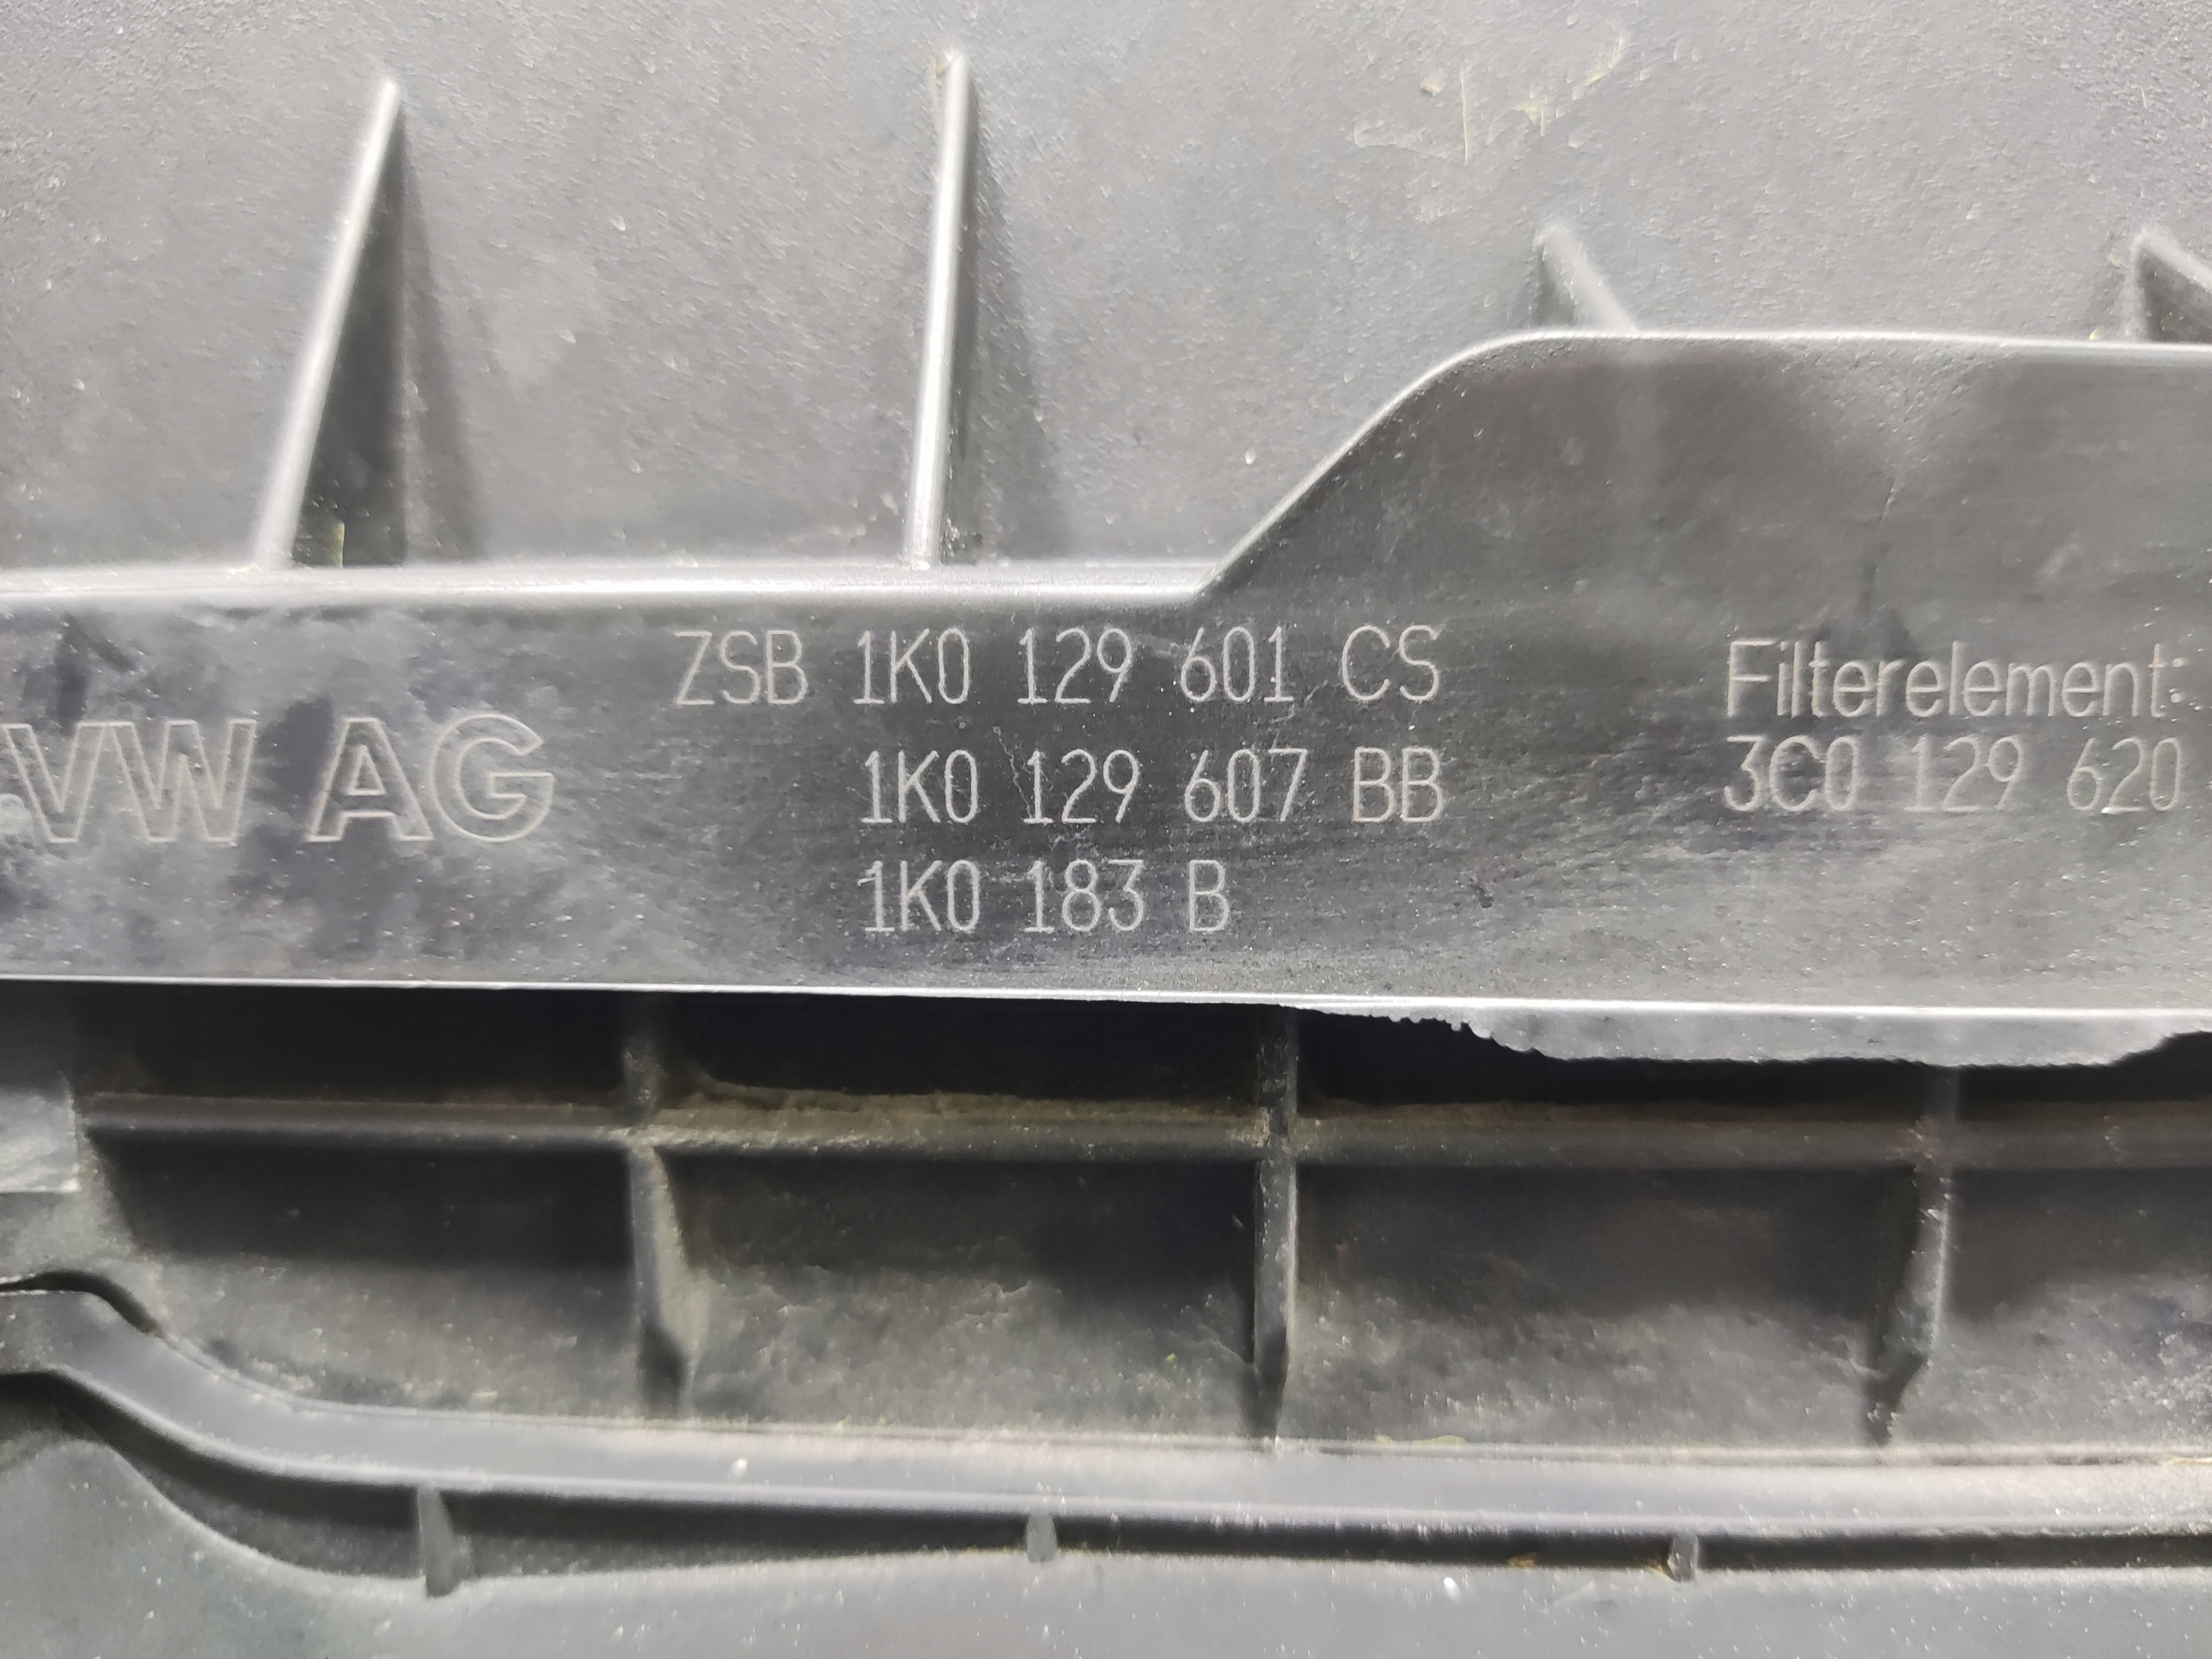 VW AG
ZSB 1K0 129 601 CS
1K0 129 607 BB
1K0 183 B
Filterelement:
3C0 129 620